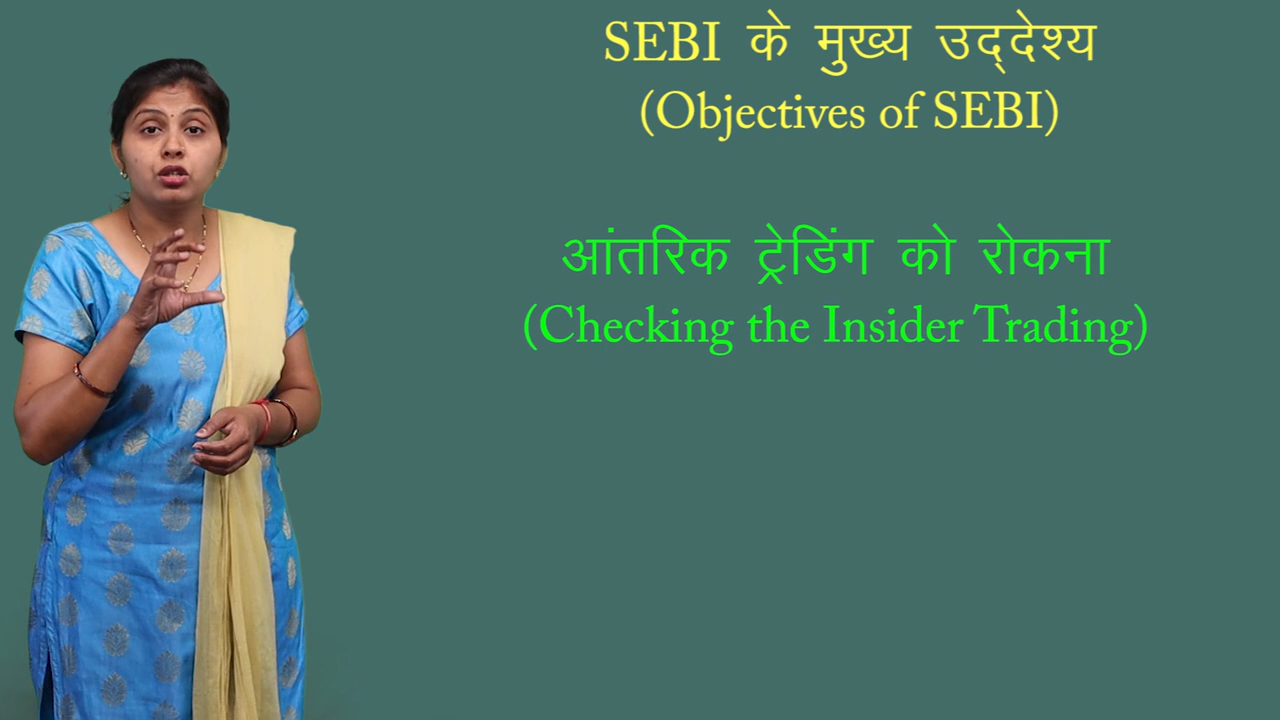 SEBI के मुख्य उद्‌देश्य
(Objectives of SEBI)
आंतरिक ट्रेडिंग को रोकना
(Checking the Insider Trading)